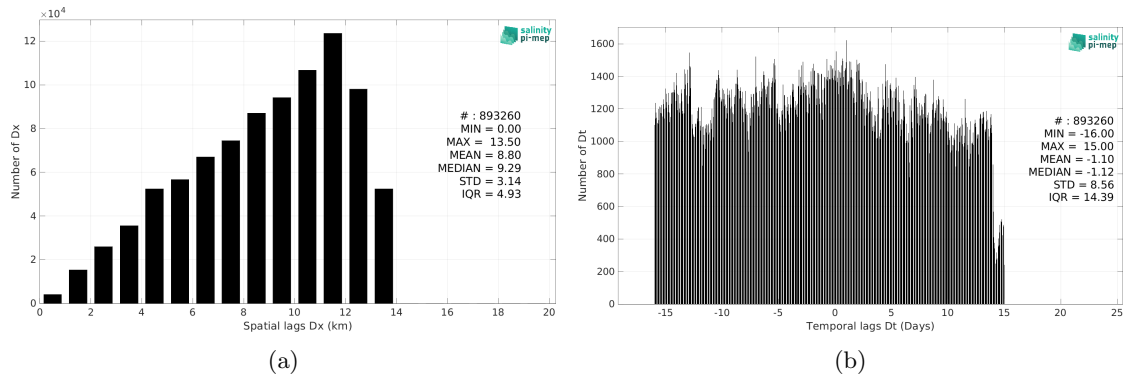 ×10⁴
salinity
pi-mep
12
10
8
6
4
2
0
Number of Dx
# : 893260
MIN = 0.00
MAX = 13.50
MEAN = 8.80
MEDIAN = 9.29
STD = 3.14
IQR = 4.93
0 2 4 6 8 10 12 14 16 18 20
Spatial lags Dx (km)
(a)
salinity
pi-mep
1600
1400
1200
1000
800
600
400
200
0
Number of Dt
# : 893260
MIN = -16.00
MAX = 15.00
MEAN = -1.10
MEDIAN = -1.12
STD = 8.56
IQR = 14.39
-15 -10 -5 0 5 10 15 20 25
Temporal lags Dt (Days)
(b)